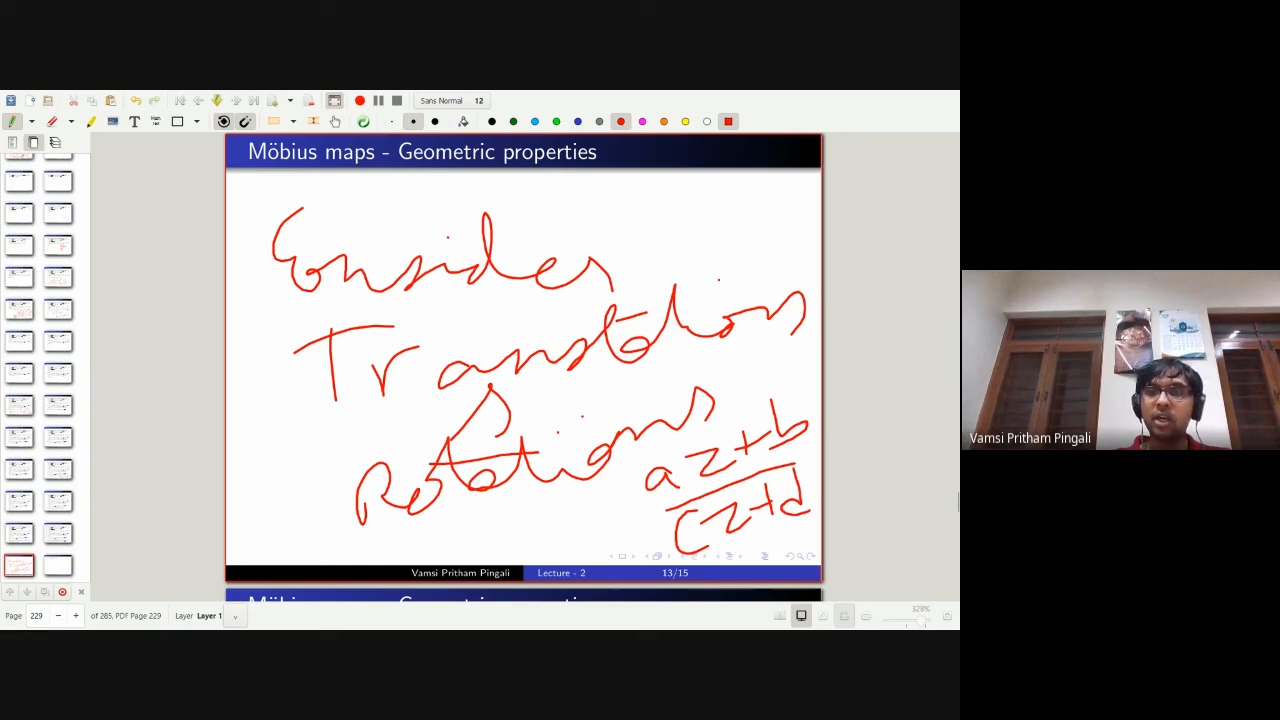 Sans Normal 12
Möbius maps - Geometric properties
Consider
Translations
Rotations
az+b
cz+d
Vamsi Pritham Pingali Lecture - 2 13/15
Page 229 of 285, PDF Page 229 Layer Layer 1
328%
Vamsi Pritham Pingali